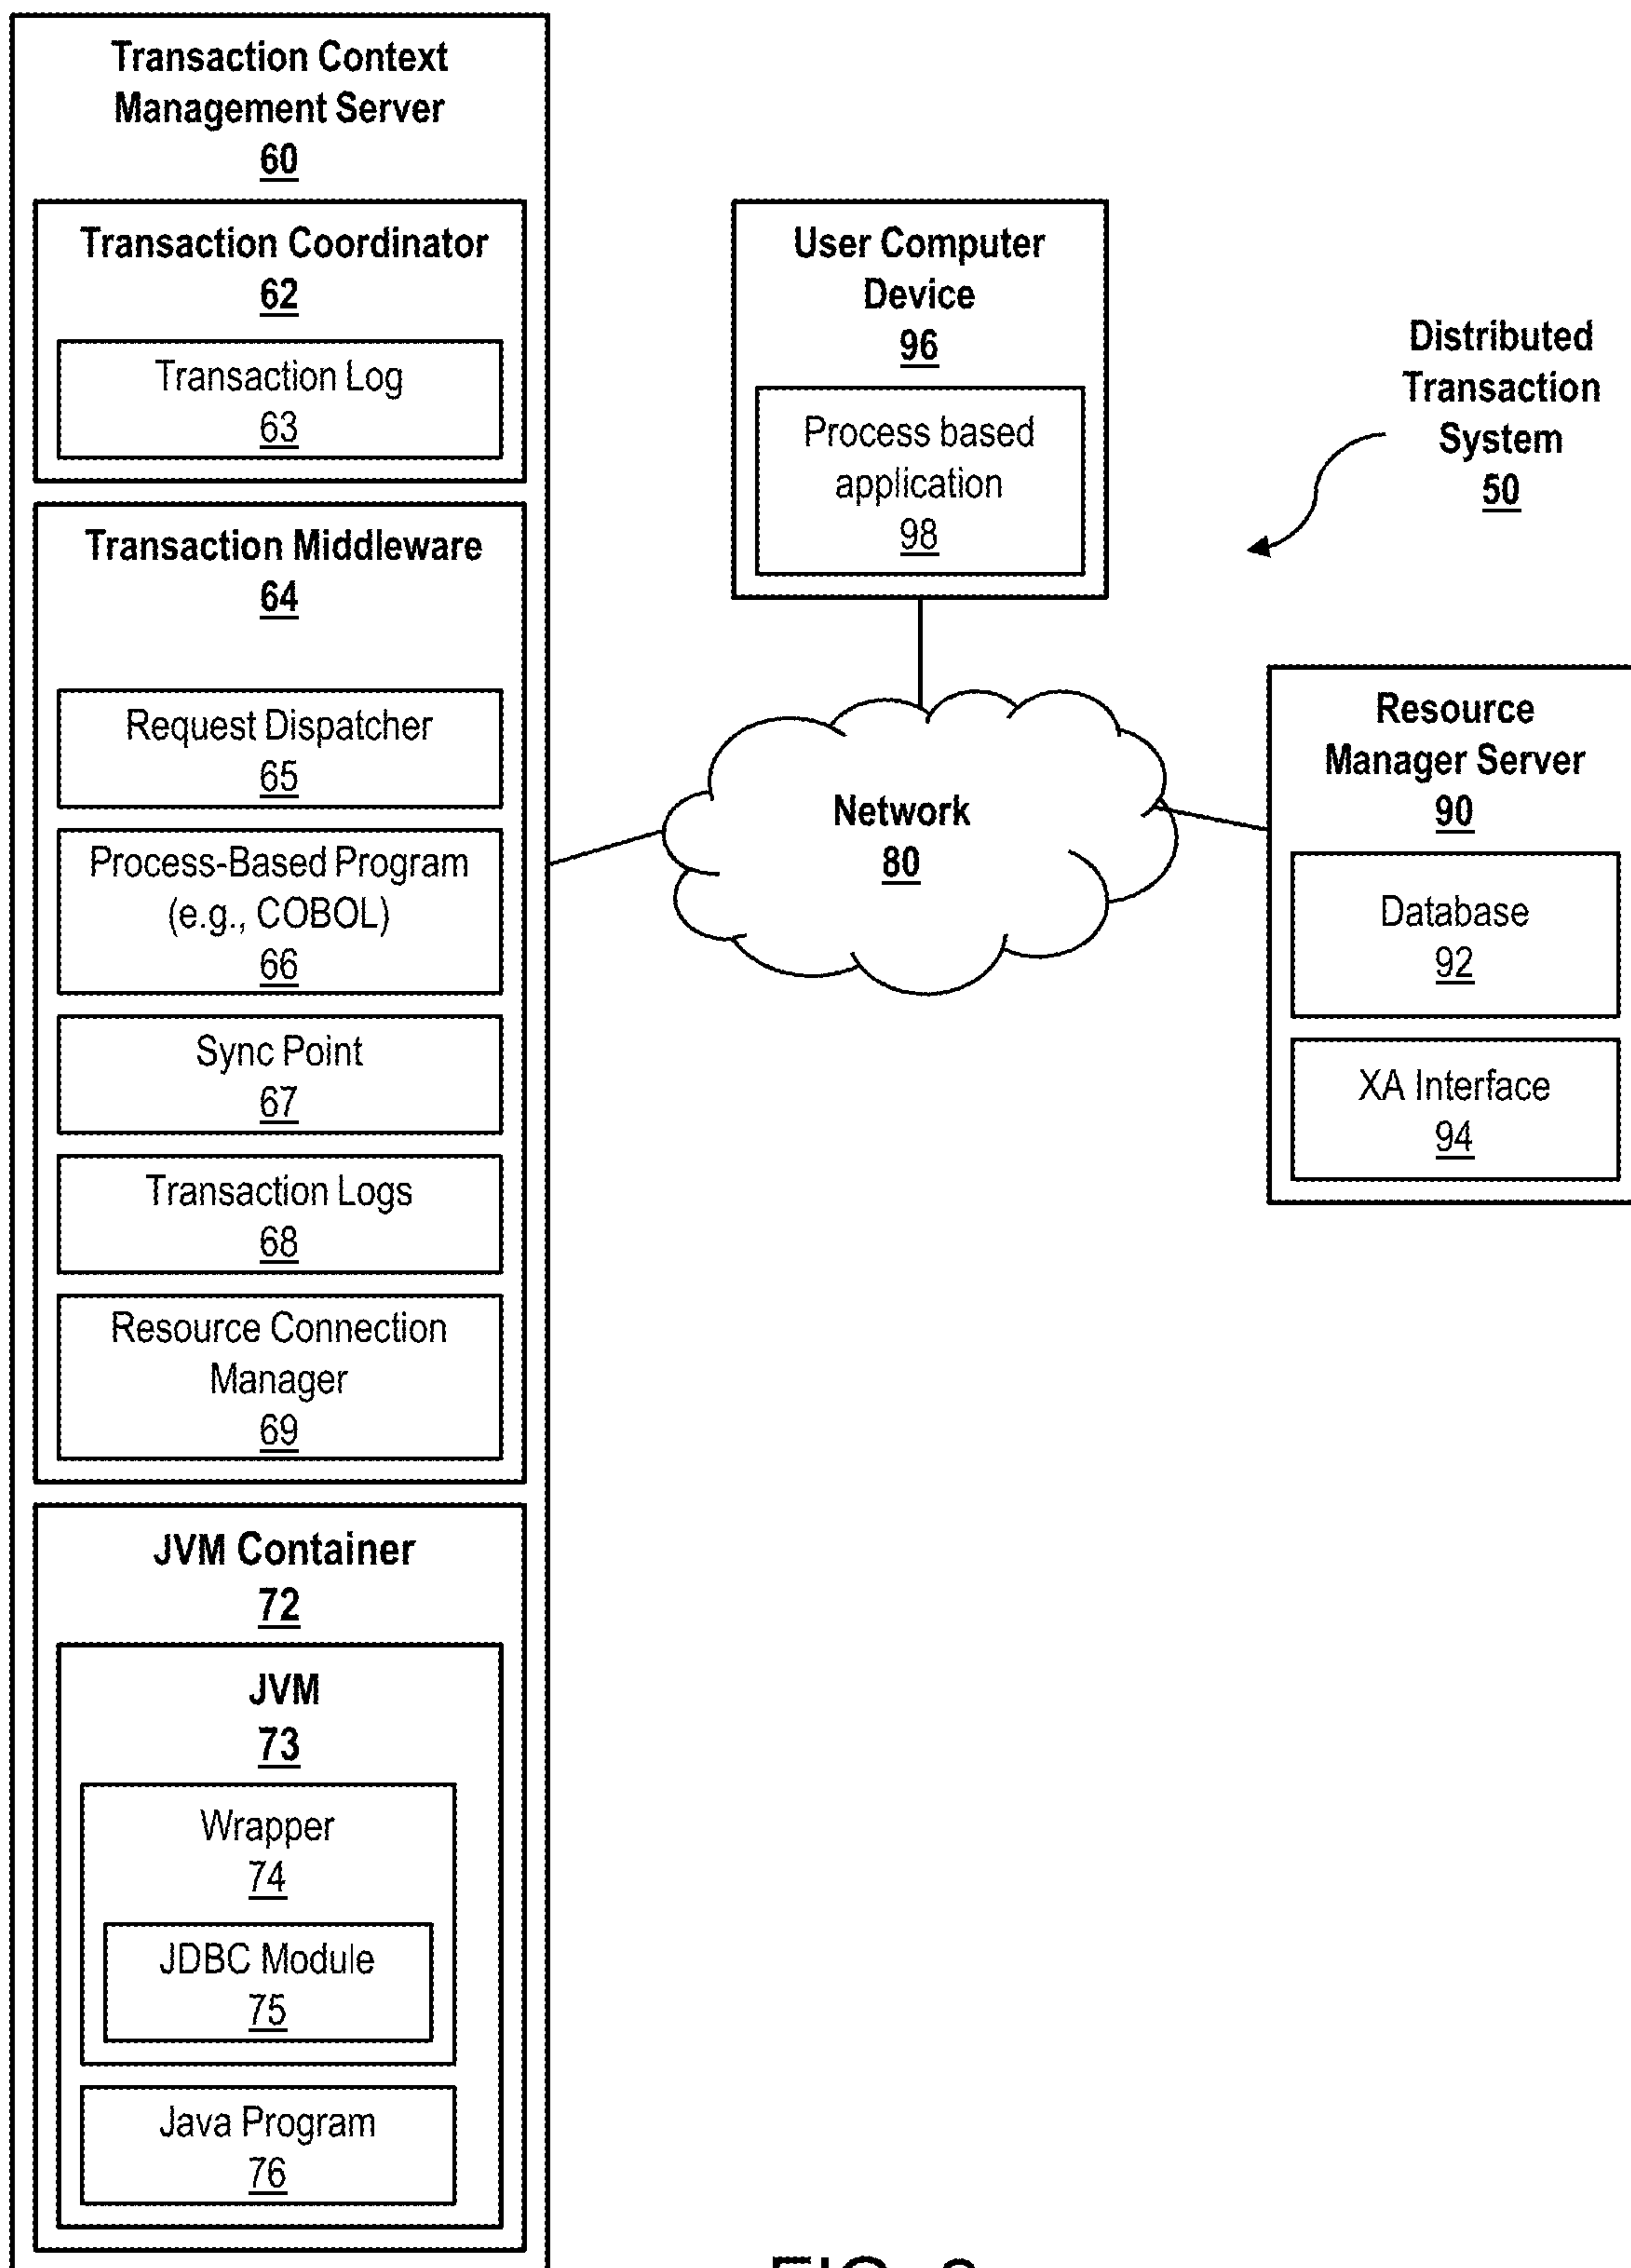 Transaction Context
Management Server
60
Transaction Coordinator
62
Transaction Log
63
Transaction Middleware
64
Request Dispatcher
65
Process-Based Program
(e.g., COBOL)
66
Sync Point
67
Transaction Logs
68
Resource Connection
Manager
69
JVM Container
72
JVM
73
Wrapper
74
JDBC Module
75
Java Program
76
User Computer
Device
96
Process based
application
98
Network
80
Distributed
Transaction
System
50
Resource
Manager Server
90
Database
92
XA Interface
94
FIG.